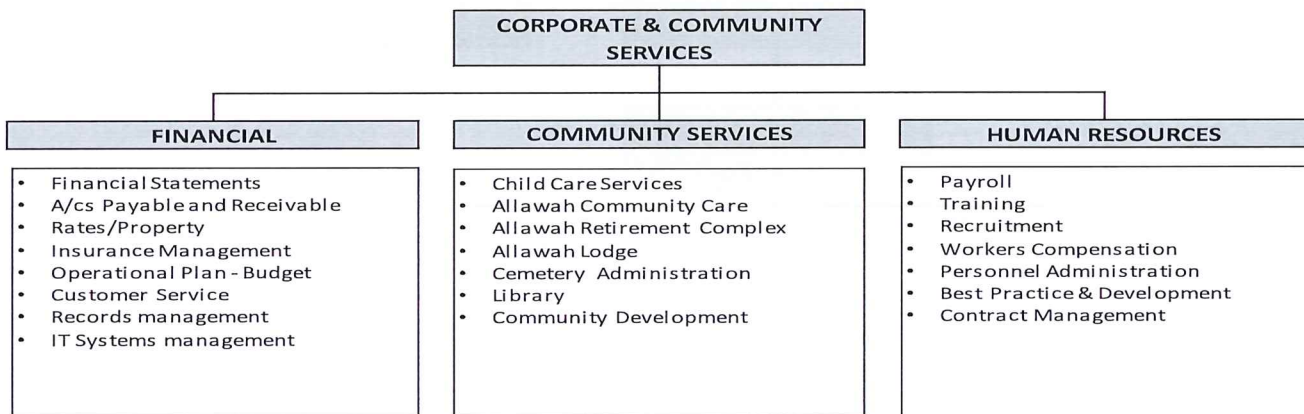 CORPORATE & COMMUNITY
SERVICES
FINANCIAL
• Financial Statements
• A/cs Payable and Receivable
• Rates/Property
• Insurance Management
• Operational Plan - Budget
• Customer Service
• Records management
• IT Systems management
COMMUNITY SERVICES
• Child Care Services
• Allawah Community Care
• Allawah Retirement Complex
• Allawah Lodge
• Cemetery Administration
• Library
• Community Development
HUMAN RESOURCES
• Payroll
• Training
• Recruitment
• Workers Compensation
• Personnel Administration
• Best Practice & Development
• Contract Management